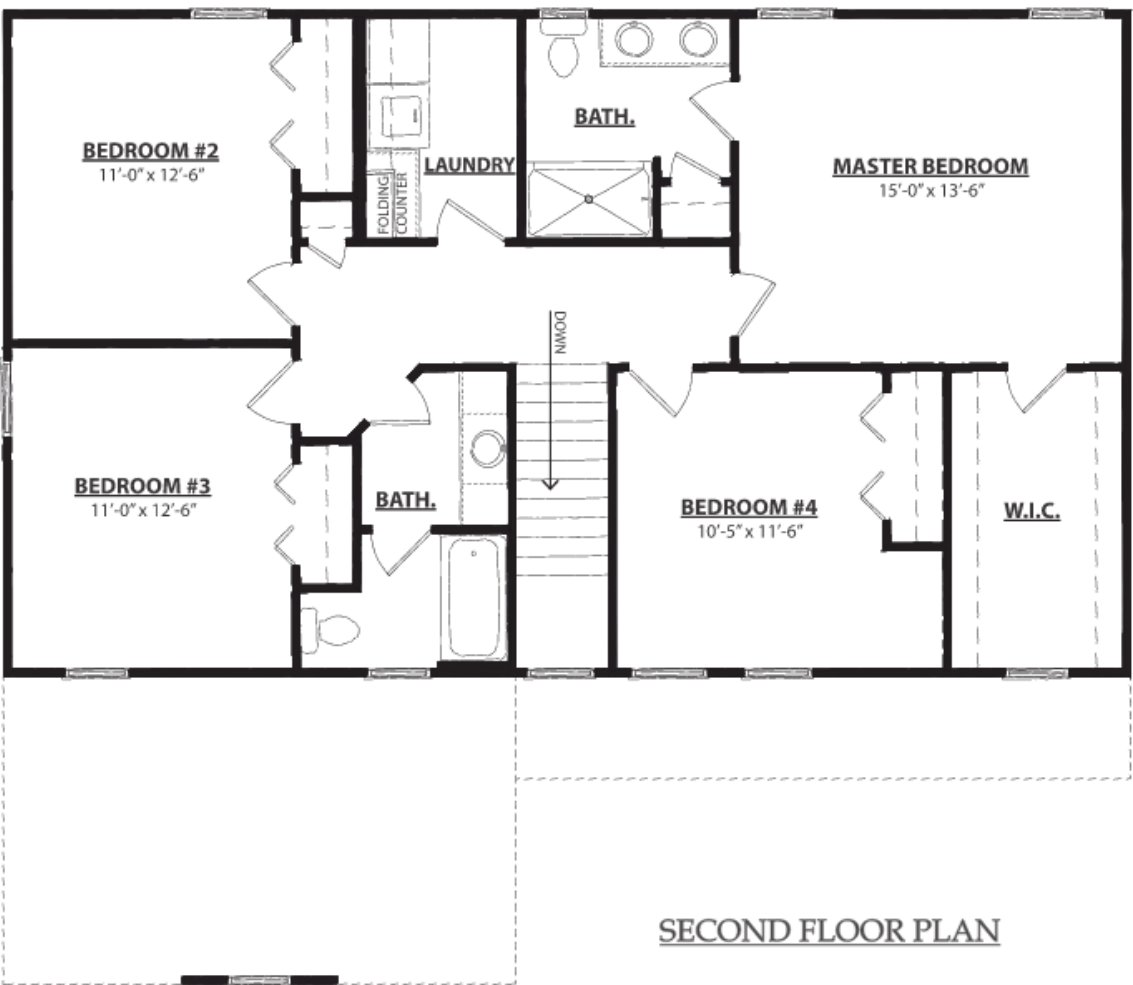 BEDROOM #2
11'-0" x 12'-6"
LAUNDRY
FOLDING
COUNTER
BATH.
MASTER BEDROOM
15'-0" x 13'-6"
DOWN
BEDROOM #3
11'-0" x 12'-6"
BATH.
BEDROOM #4
10'-5" x 11'-6"
W.I.C.
SECOND FLOOR PLAN